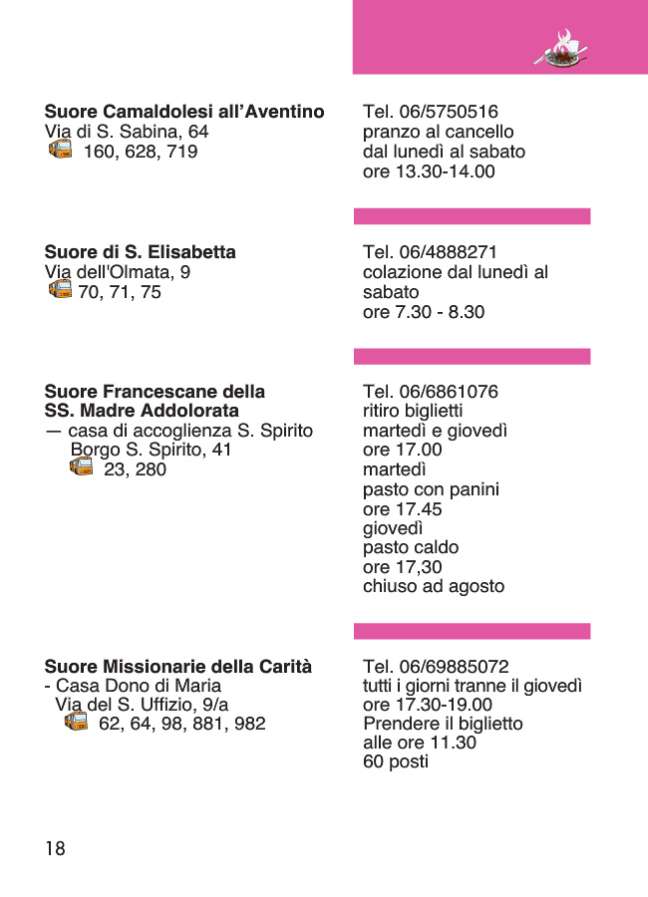 Suore Camaldolesi all’Aventino
Via di S. Sabina, 64
160, 628, 719
Tel. 06/5750516
pranzo al cancello
dal lunedì al sabato
ore 13.30-14.00
Suore di S. Elisabetta
Via dell'Olmata, 9
70, 71, 75
Tel. 06/4888271
colazione dal lunedì al
sabato
ore 7.30 - 8.30
Suore Francescane della
SS. Madre Addolorata
— casa di accoglienza S. Spirito
Borgo S. Spirito, 41
23, 280
Tel. 06/6861076
ritiro biglietti
martedì e giovedì
ore 17.00
martedì
pasto con panini
ore 17.45
giovedì
pasto caldo
ore 17,30
chiuso ad agosto
Suore Missionarie della Carità
- Casa Dono di Maria
Via del S. Uffizio, 9/a
62, 64, 98, 881, 982
Tel. 06/69885072
tutti i giorni tranne il giovedì
ore 17.30-19.00
Prendere il biglietto
alle ore 11.30
60 posti
18